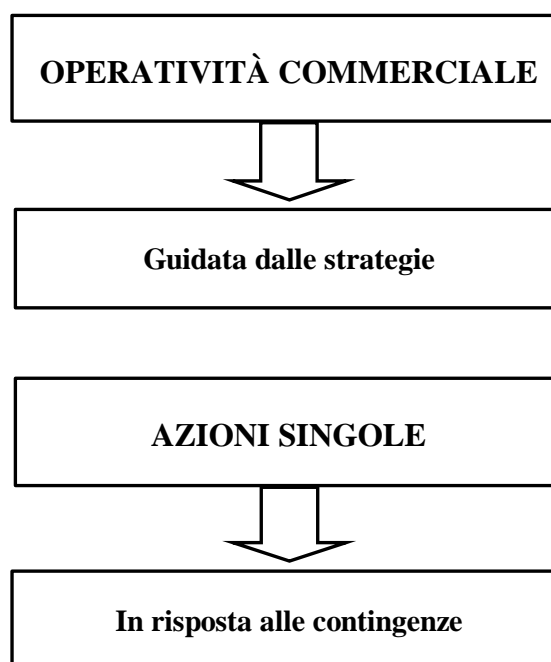 OPERATIVITÀ COMMERCIALE
Guidata dalle strategie
AZIONI SINGOLE
In risposta alle contingenze